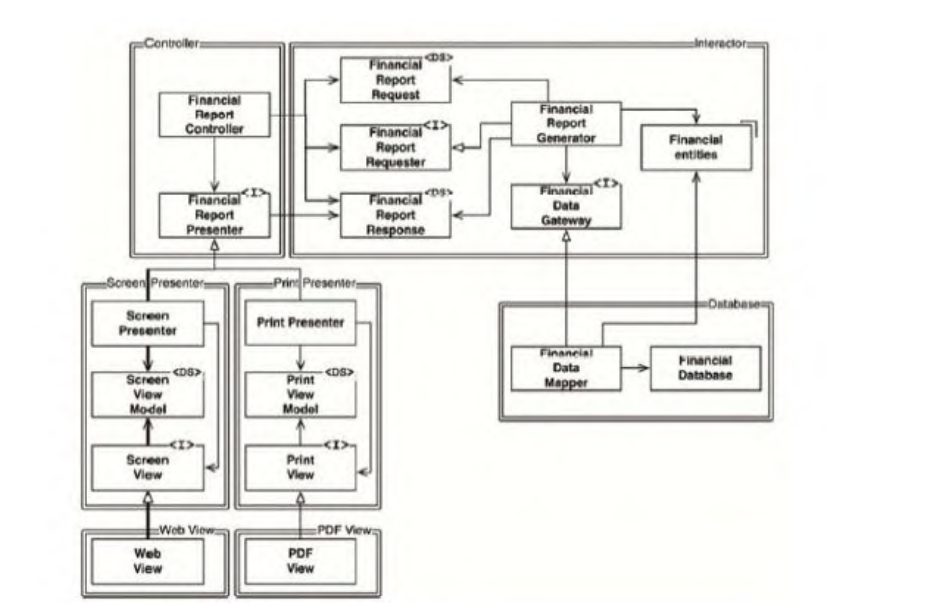 Controller
Interactor
Financial
Report
Controller
<I>
Financial
Report
Presenter
<DS>
Financial
Report
Request
<I>
Financial
Report
Requester
<DS>
Financial
Report
Response
Financial
Report
Generator
<I>
Financial
Data
Gateway
Financial
entities
Screen Presenter
Screen
Presenter
<DS>
Screen
View
Model
<I>
Screen
View
Print Presenter
Print Presenter
<DS>
Print
View
Model
<I>
Print
View
Database
Financial
Data
Mapper
Financial
Database
Web View
Web
View
PDF View
PDF
View